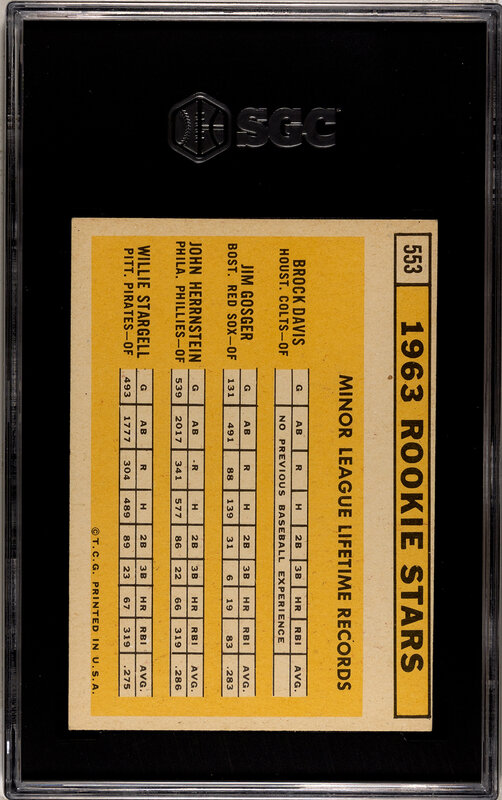 SGC
553
1963 ROOKIE STARS
MINOR LEAGUE LIFETIME RECORDS
BROCK DAVIS
HOUST. COLTS—OF
G AB R H 2B 3B HR RBI AVG.
NO PREVIOUS BASEBALL EXPERIENCE
JIM GOSGER
BOST. RED SOX—OF
G AB R H 2B 3B HR RBI AVG.
131 491 88 139 31 6 19 83 .283
JOHN HERRNSTEIN
PHILA. PHILLIES—OF
G AB R H 2B 3B HR RBI AVG.
539 2017 341 577 86 22 66 319 .286
WILLIE STARGELL
PITT. PIRATES—OF
G AB R H 2B 3B HR RBI AVG.
493 1777 304 489 89 23 67 319 .275
© T.C.G. PRINTED IN U.S.A.